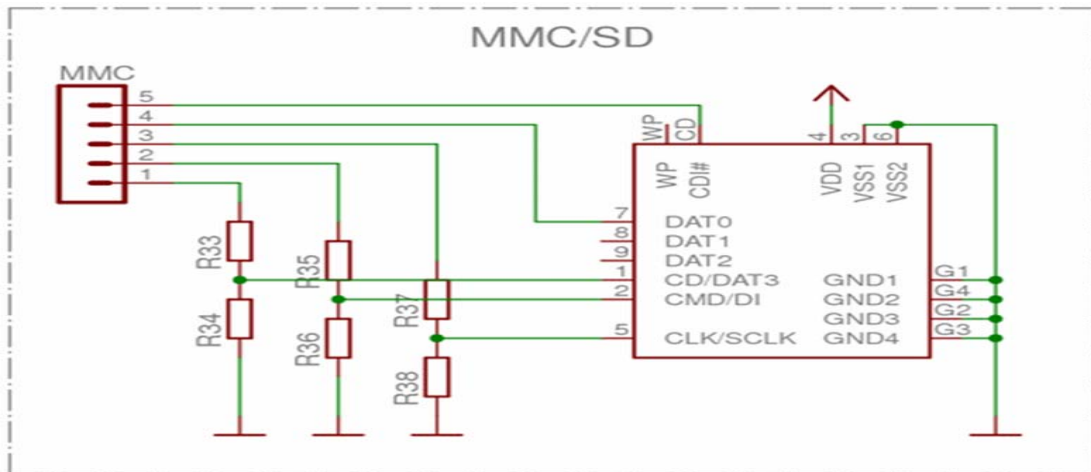 MMC/SD
MMC
5
4
3
2
1
WP
CD
4
3
6
WP
CDI#
VDD
VSS1
VSS2
7
DAT0
8
DAT1
9
DAT2
1
CD/DAT3
GND1
G1
2
CMD/DI
GND2
G4
GND3
G2
5
CLK/SCLK
GND4
G3
R33
R35
R37
R34
R36
R38